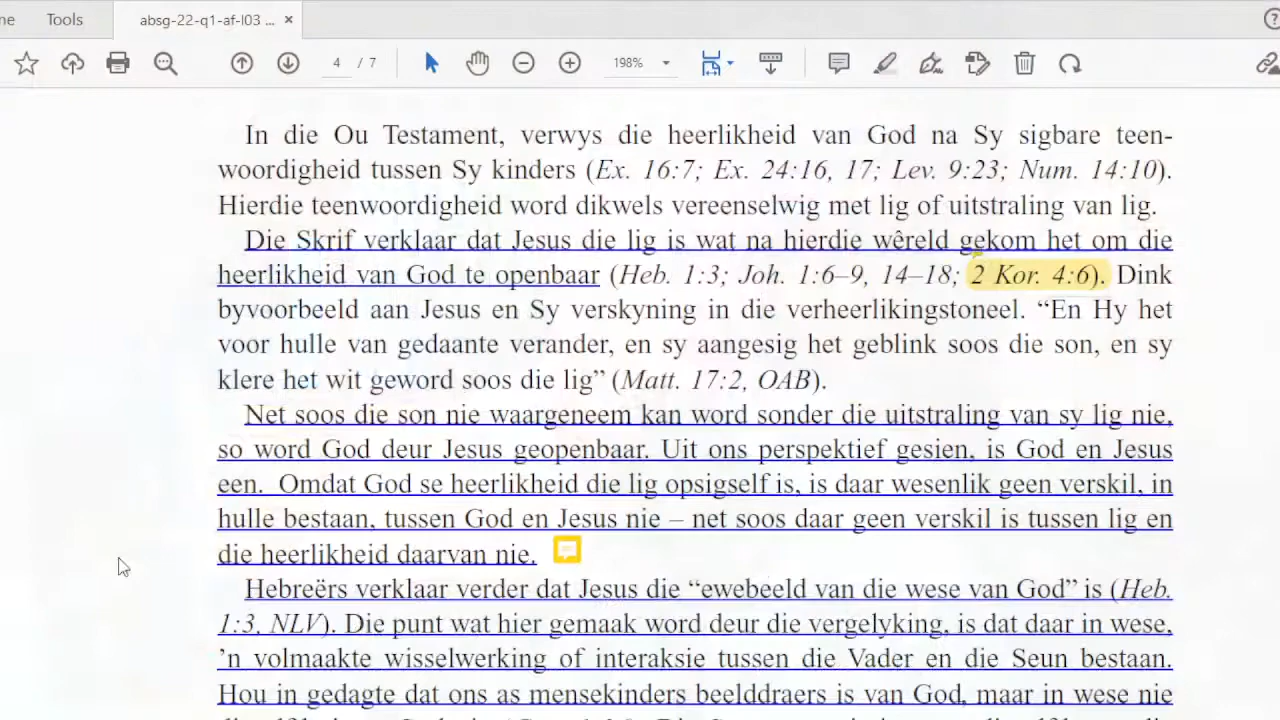 Tools
absg-22-q1-af-l03 ...
4 / 7
198%
In die Ou Testament, verwys die heerlikheid van God na Sy sigbare teen-
woordigheid tussen Sy kinders (Ex. 16:7; Ex. 24:16, 17; Lev. 9:23; Num. 14:10).
Hierdie teenwoordigheid word dikwels vereenselwig met lig of uitstraling van lig.
Die Skrif verklaar dat Jesus die lig is wat na hierdie wêreld gekom het om die
heerlikheid van God te openbaar (Heb. 1:3; Joh. 1:6–9, 14–18; 2 Kor. 4:6). Dink
byvoorbeeld aan Jesus en Sy verskyning in die verheerlikingstoneel. “En Hy het
voor hulle van gedaante verander, en sy aangesig het geblink soos die son, en sy
klere het wit geword soos die lig” (Matt. 17:2, OAB).
Net soos die son nie waargeneem kan word sonder die uitstraling van sy lig nie,
so word God deur Jesus geopenbaar. Uit ons perspektief gesien, is God en Jesus
een. Omdat God se heerlikheid die lig opsigself is, is daar wesenlik geen verskil, in
hulle bestaan, tussen God en Jesus nie – net soos daar geen verskil is tussen lig en
die heerlikheid daarvan nie.
Hebreërs verklaar verder dat Jesus die “ewebeeld van die wese van God” is (Heb.
1:3, NLV). Die punt wat hier gemaak word deur die vergelyking, is dat daar in wese,
’n volmaakte wisselwerking of interaksie tussen die Vader en die Seun bestaan.
Hou in gedagte dat ons as mensekinders beelddraers is van God, maar in wese nie